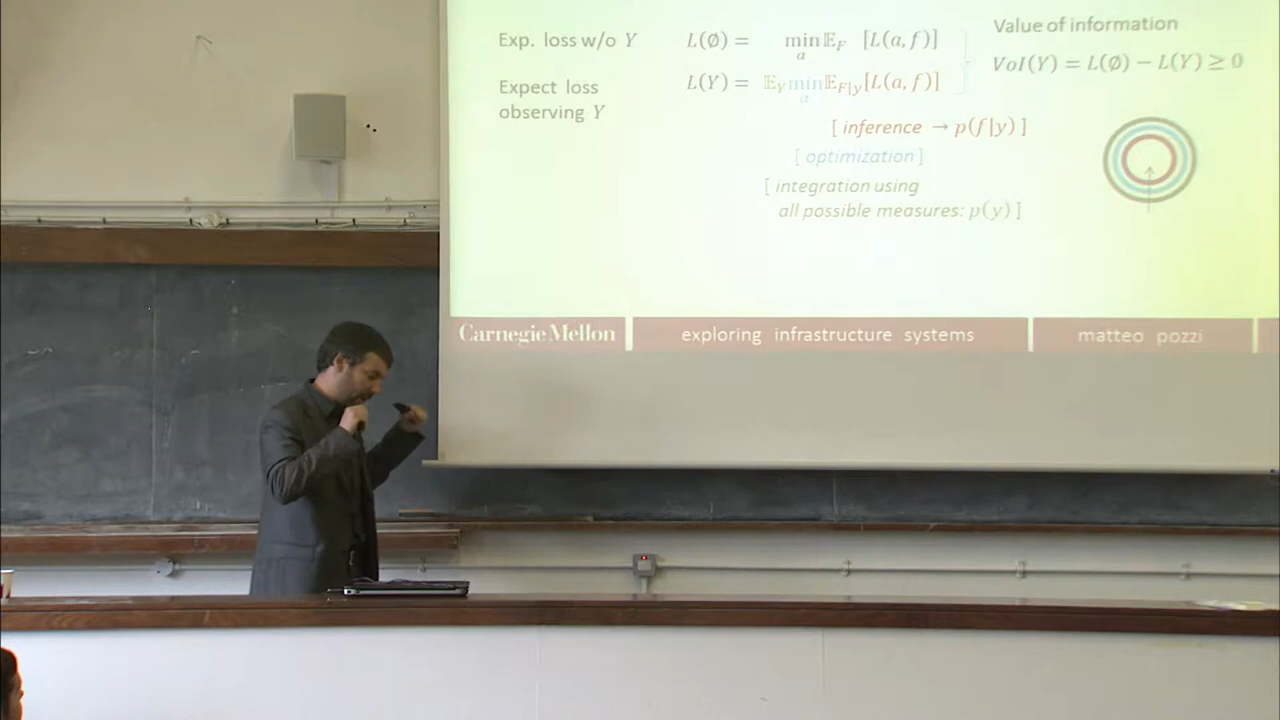 Exp. loss w/o Y L(∅) = min_a 𝔼_F [L(a, f)]
Expect loss observing Y L(Y) = 𝔼_Y min_a 𝔼_F|y [L(a, f)]
Value of information
VoI(Y) = L(∅) − L(Y) ≥ 0
[ inference → p(f|y) ]
[ optimization ]
[ integration using
all possible measures: p(y) ]
Carnegie Mellon
exploring infrastructure systems
matteo pozzi